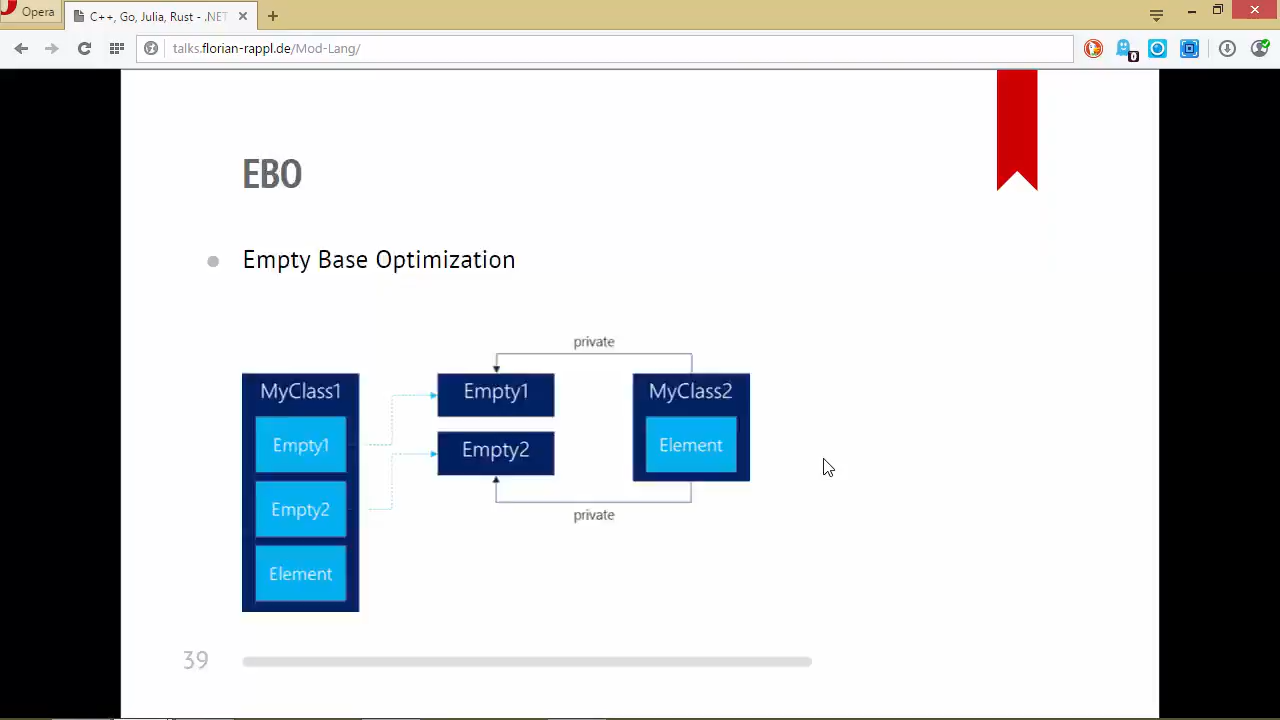 Opera
C++, Go, Julia, Rust - .NET
talks.florian-rappl.de/Mod-Lang/
0
EBO
Empty Base Optimization
private
MyClass1
Empty1
MyClass2
Empty1
Element
Empty2
Empty2
private
Element
39